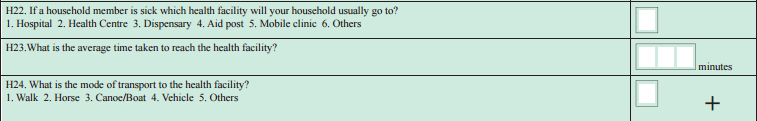 H22. If a household member is sick which health facility will your household usually go to?
1. Hospital 2. Health Centre 3. Dispensary 4. Aid post 5. Mobile clinic 6. Others
H23.What is the average time taken to reach the health facility?
minutes
H24. What is the mode of transport to the health facility?
1. Walk 2. Horse 3. Canoe/Boat 4. Vehicle 5. Others
+